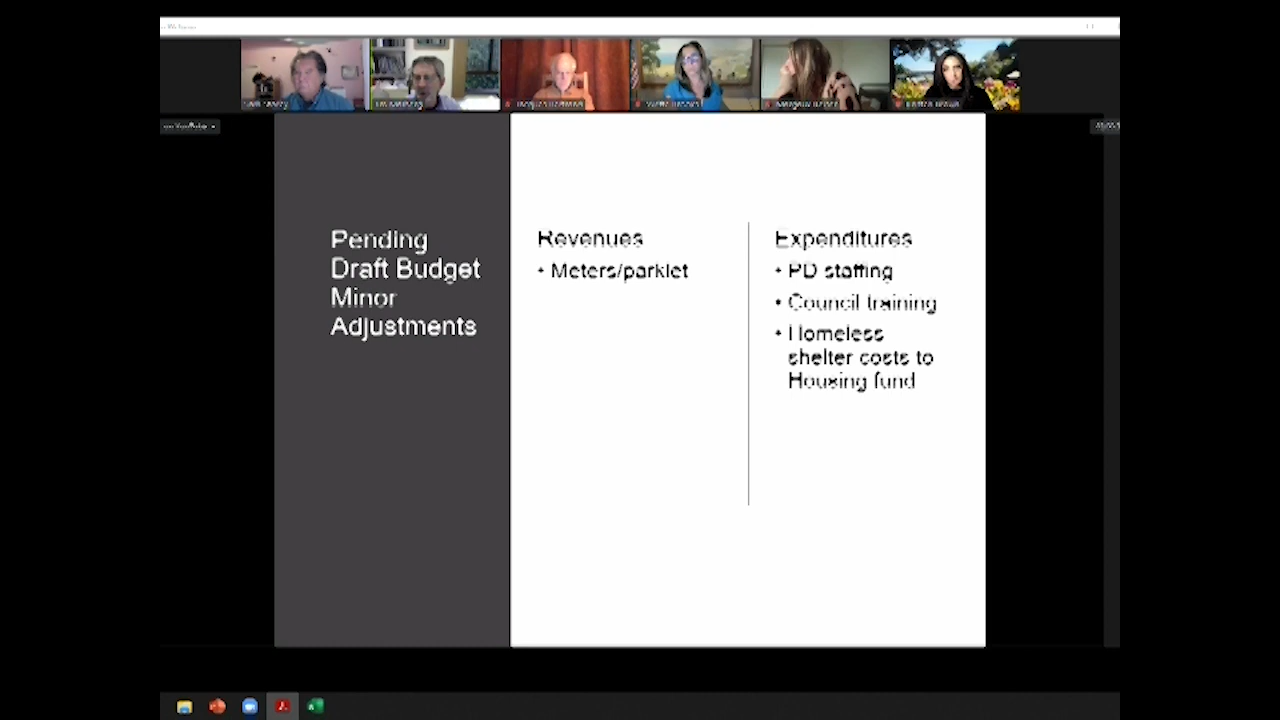 Pending
Draft Budget
Minor
Adjustments
Revenues
• Meters/parklet
Expenditures
• PD staffing
• Council training
• Homeless
shelter costs to
Housing fund